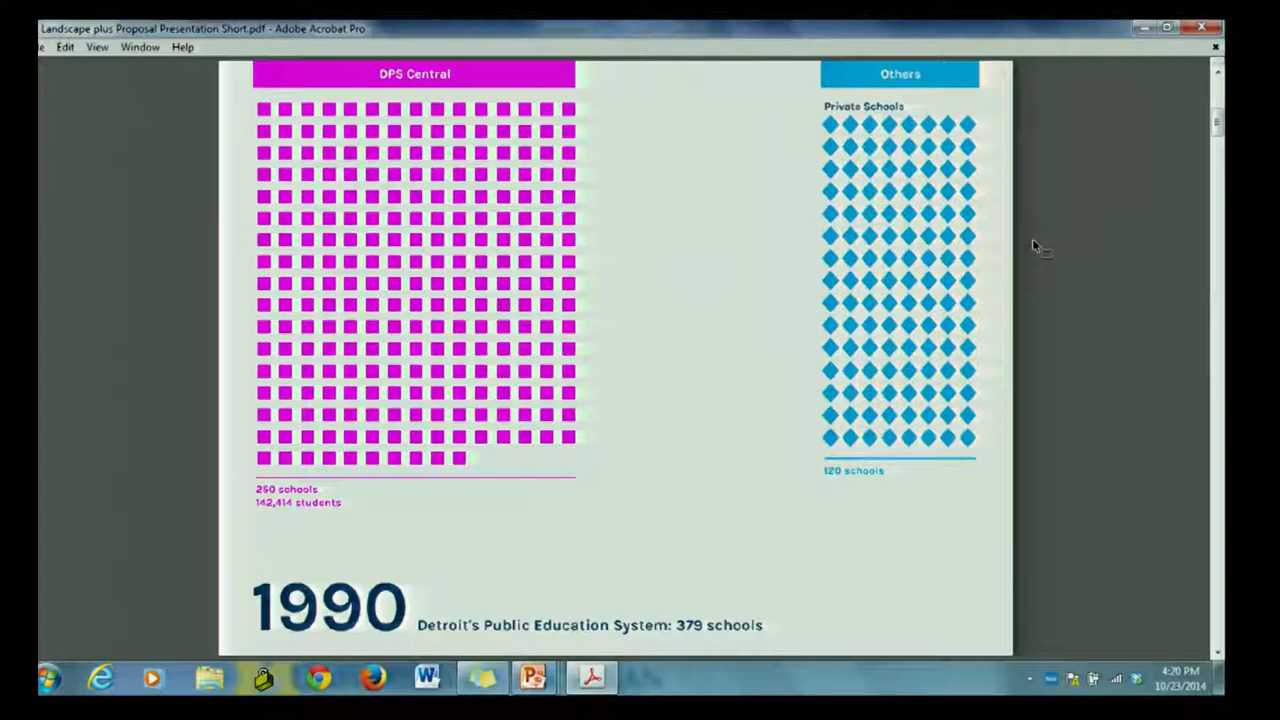 Landscape plus Proposal Presentation Short.pdf - Adobe Acrobat Pro
Edit View Window Help
DPS Central
Others
Private Schools
120 schools
250 schools
142,414 students
1990 Detroit's Public Education System: 379 schools
4:20 PM
10/23/2014